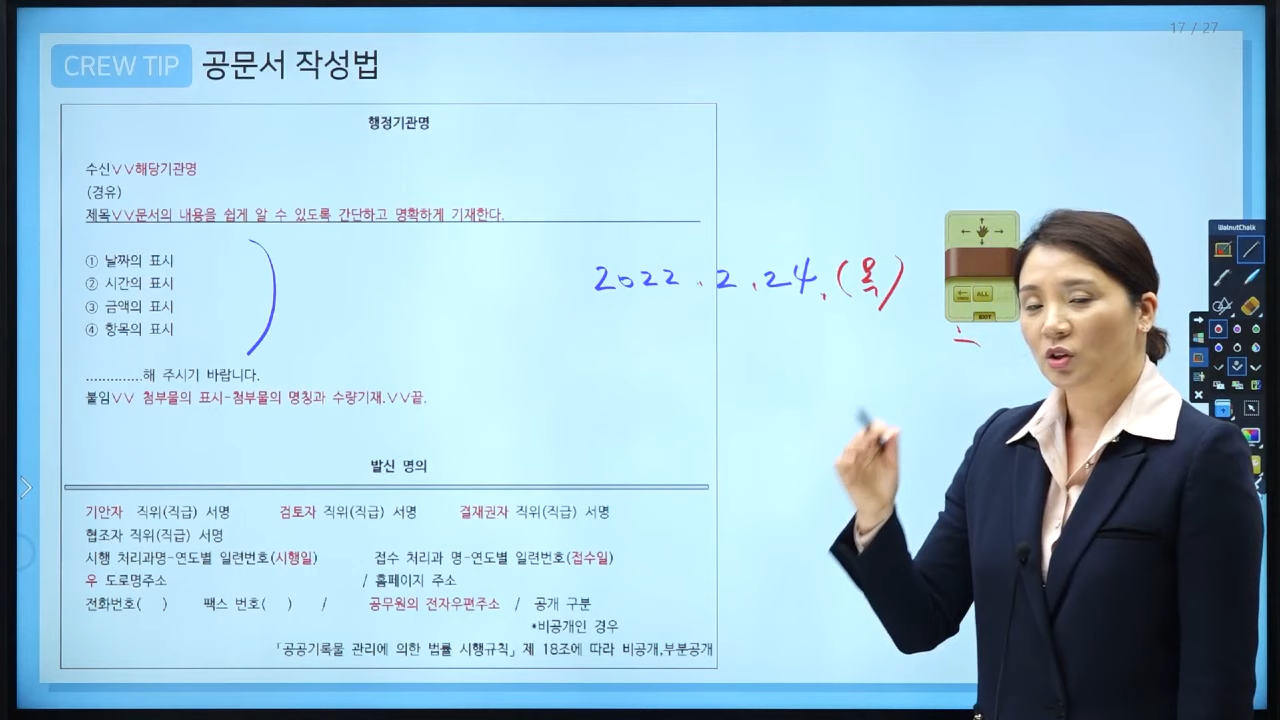 17 / 27
CREW TIP 공문서 작성법
행정기관명
수신∨∨해당기관명
(경유)
제목∨∨문서의 내용을 쉽게 알 수 있도록 간단하고 명확하게 기재한다.
① 날짜의 표시
② 시간의 표시
③ 금액의 표시
④ 항목의 표시
2022. 2. 24. (목)
.............해 주시기 바랍니다.
붙임∨∨ 첨부물의 표시-첨부물의 명칭과 수량기재.∨∨끝.
발신 명의
기안자 직위(직급) 서명 검토자 직위(직급) 서명 결재권자 직위(직급) 서명
협조자 직위(직급) 서명
시행 처리과명-연도별 일련번호(시행일) 접수 처리과 명-연도별 일련번호(접수일)
우 도로명주소 / 홈페이지 주소
전화번호( ) 팩스 번호( ) / 공무원의 전자우편주소 / 공개 구분
*비공개인 경우
「공공기록물 관리에 의한 법률 시행규칙」 제 18조에 따라 비공개,부분공개
WalnutChalk
ALL
EXIT